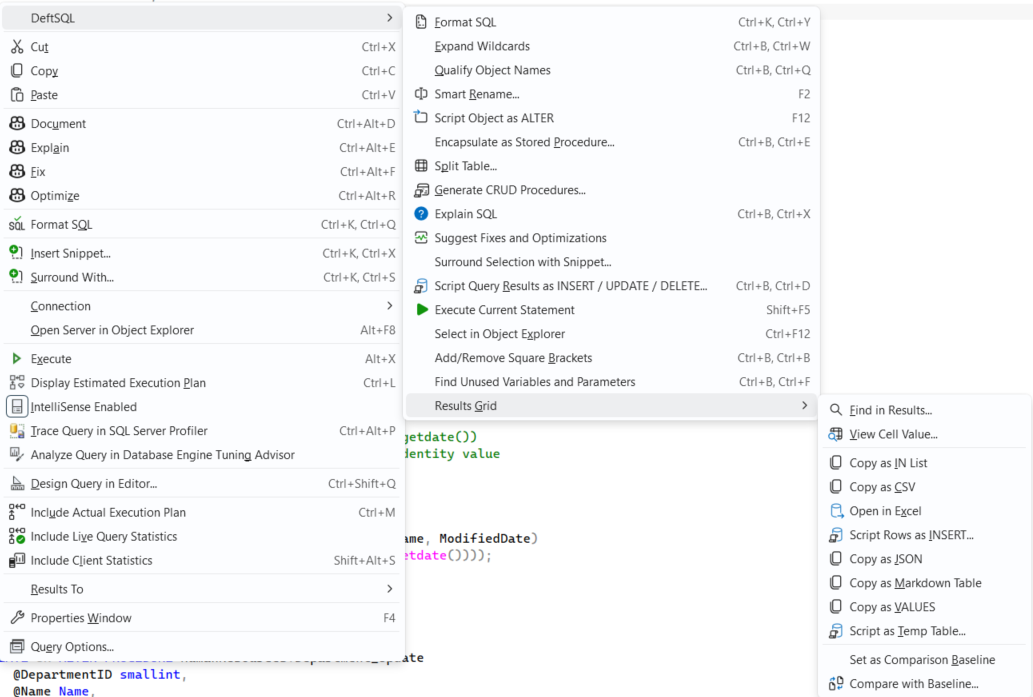 DeftSQL
Cut Ctrl+X
Copy Ctrl+C
Paste Ctrl+V
Document Ctrl+Alt+D
Explain Ctrl+Alt+E
Fix Ctrl+Alt+F
Optimize Ctrl+Alt+R
Format SQL Ctrl+K, Ctrl+Q
Insert Snippet... Ctrl+K, Ctrl+X
Surround With... Ctrl+K, Ctrl+S
Connection
Open Server in Object Explorer Alt+F8
Execute Alt+X
Display Estimated Execution Plan Ctrl+L
IntelliSense Enabled
Trace Query in SQL Server Profiler Ctrl+Alt+P
Analyze Query in Database Engine Tuning Advisor
Design Query in Editor... Ctrl+Shift+Q
Include Actual Execution Plan Ctrl+M
Include Live Query Statistics
Include Client Statistics Shift+Alt+S
Results To
Properties Window F4
Query Options...
Format SQL Ctrl+K, Ctrl+Y
Expand Wildcards Ctrl+B, Ctrl+W
Qualify Object Names Ctrl+B, Ctrl+Q
Smart Rename... F2
Script Object as ALTER F12
Encapsulate as Stored Procedure... Ctrl+B, Ctrl+E
Split Table...
Generate CRUD Procedures...
Explain SQL Ctrl+B, Ctrl+X
Suggest Fixes and Optimizations
Surround Selection with Snippet...
Script Query Results as INSERT / UPDATE / DELETE... Ctrl+B, Ctrl+D
Execute Current Statement Shift+F5
Select in Object Explorer Ctrl+F12
Add/Remove Square Brackets Ctrl+B, Ctrl+B
Find Unused Variables and Parameters Ctrl+B, Ctrl+F
Results Grid
Find in Results...
View Cell Value...
Copy as IN List
Copy as CSV
Open in Excel
Script Rows as INSERT...
Copy as JSON
Copy as Markdown Table
Copy as VALUES
Script as Temp Table...
Set as Comparison Baseline
Compare with Baseline...
getdate())
dentity value
ame, ModifiedDate)
etdate())));
@DepartmentID smallint,
@Name Name,